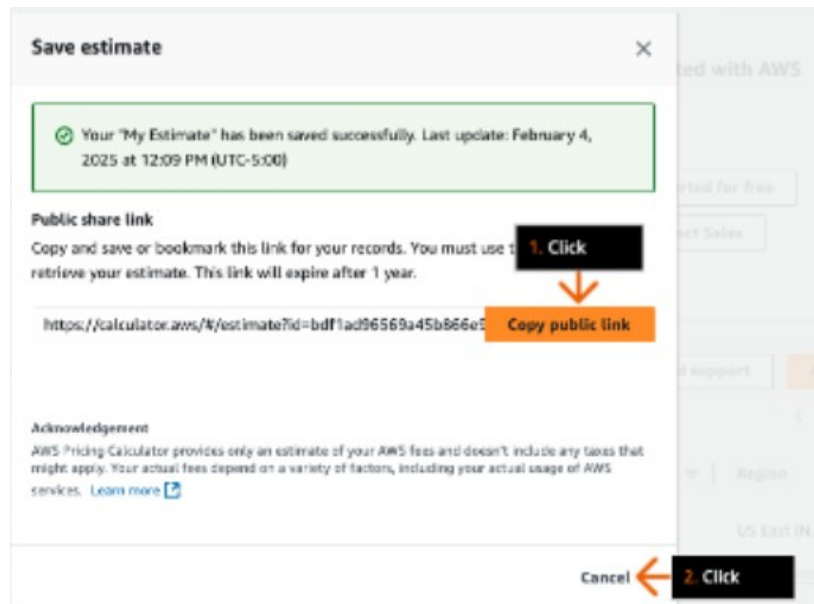 Save estimate
ted with AWS
Your "My Estimate" has been saved successfully. Last update: February 4,
2025 at 12:09 PM (UTC-5:00)
rted for free
Public share link
act Sales
Copy and save or bookmark this link for your records. You must use t
1. Click
retrieve your estimate. This link will expire after 1 year.
https://calculator.aws/#/estimate?id=bdf1ad96569a45b866e5
Copy public link
d support
Acknowledgement
AWS Pricing Calculator provides only an estimate of your AWS fees and doesn't include any taxes that
might apply. Your actual fees depend on a variety of factors, including your actual usage of AWS
services. Learn more
Region
US East (N.
Cancel
2. Click